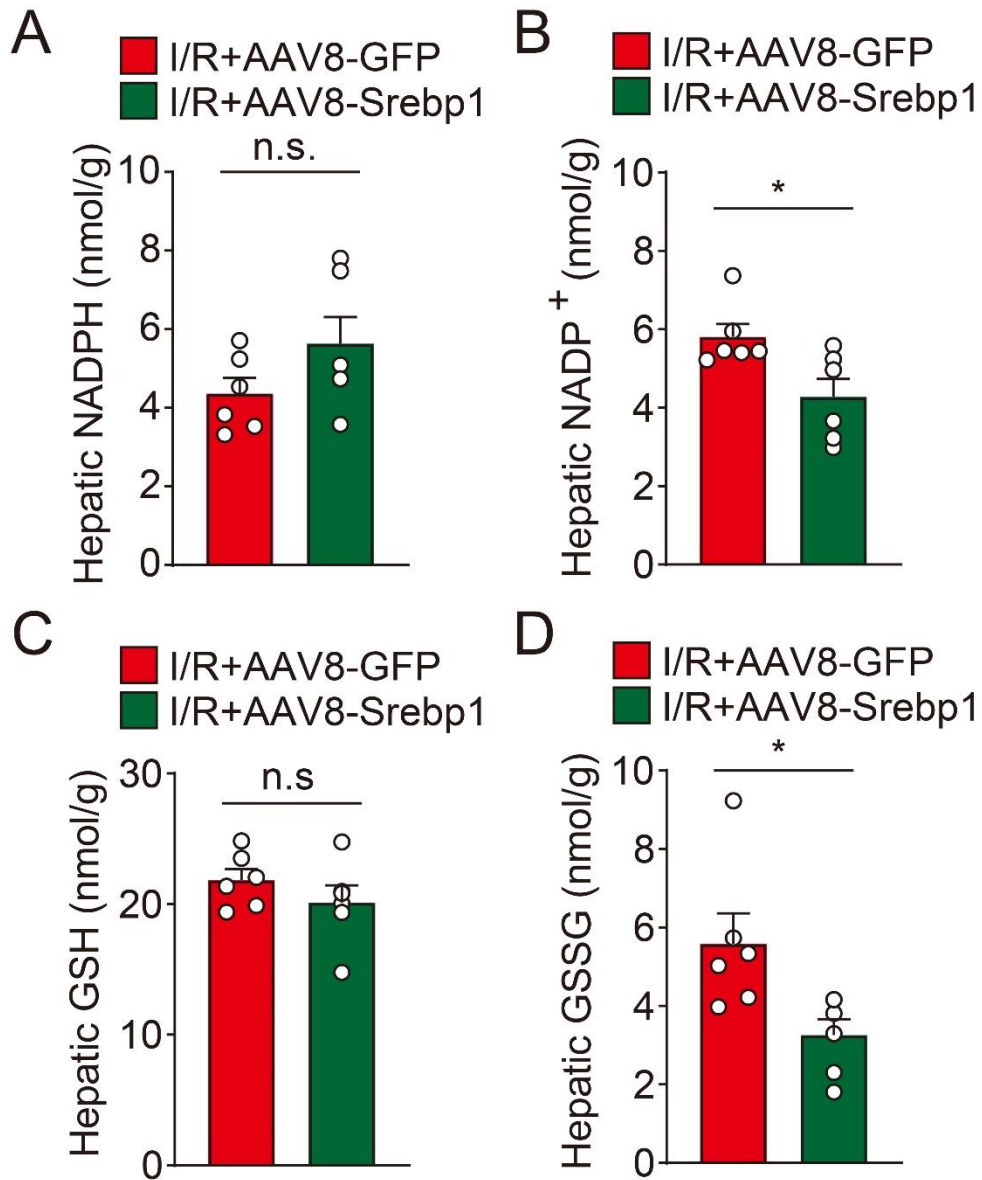 A
I/R+AAV8-GFP
I/R+AAV8-Srebp1
n.s.
Hepatic NADPH (nmol/g)
10
8
6
4
2
0
B
I/R+AAV8-GFP
I/R+AAV8-Srebp1
*
Hepatic NADP+ (nmol/g)
10
8
6
4
2
0
C
I/R+AAV8-GFP
I/R+AAV8-Srebp1
n.s
Hepatic GSH (nmol/g)
30
20
10
0
D
I/R+AAV8-GFP
I/R+AAV8-Srebp1
*
Hepatic GSSG (nmol/g)
10
8
6
4
2
0